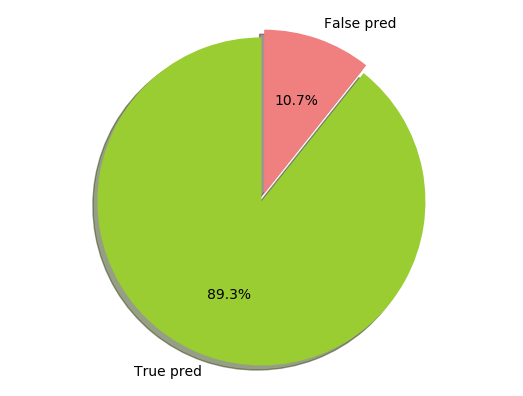 False pred
10.7%
89.3%
True pred